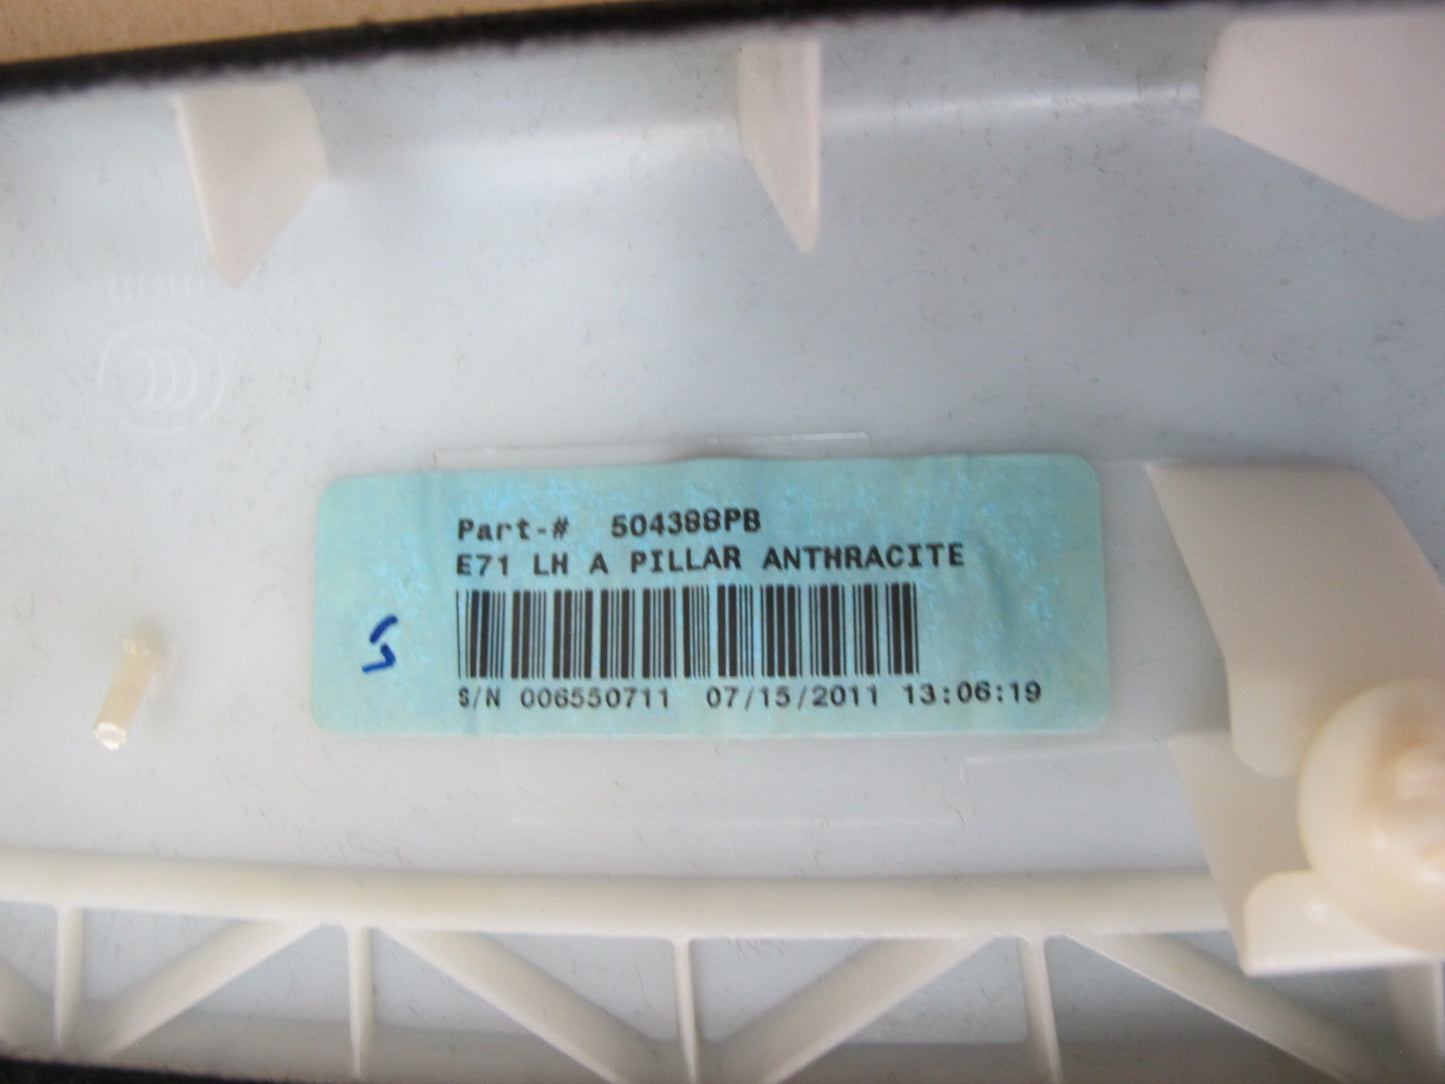 Part-# 504388PB
E71 LH A PILLAR ANTHRACITE
S
S/N 006550711 07/15/2011 13:06:19